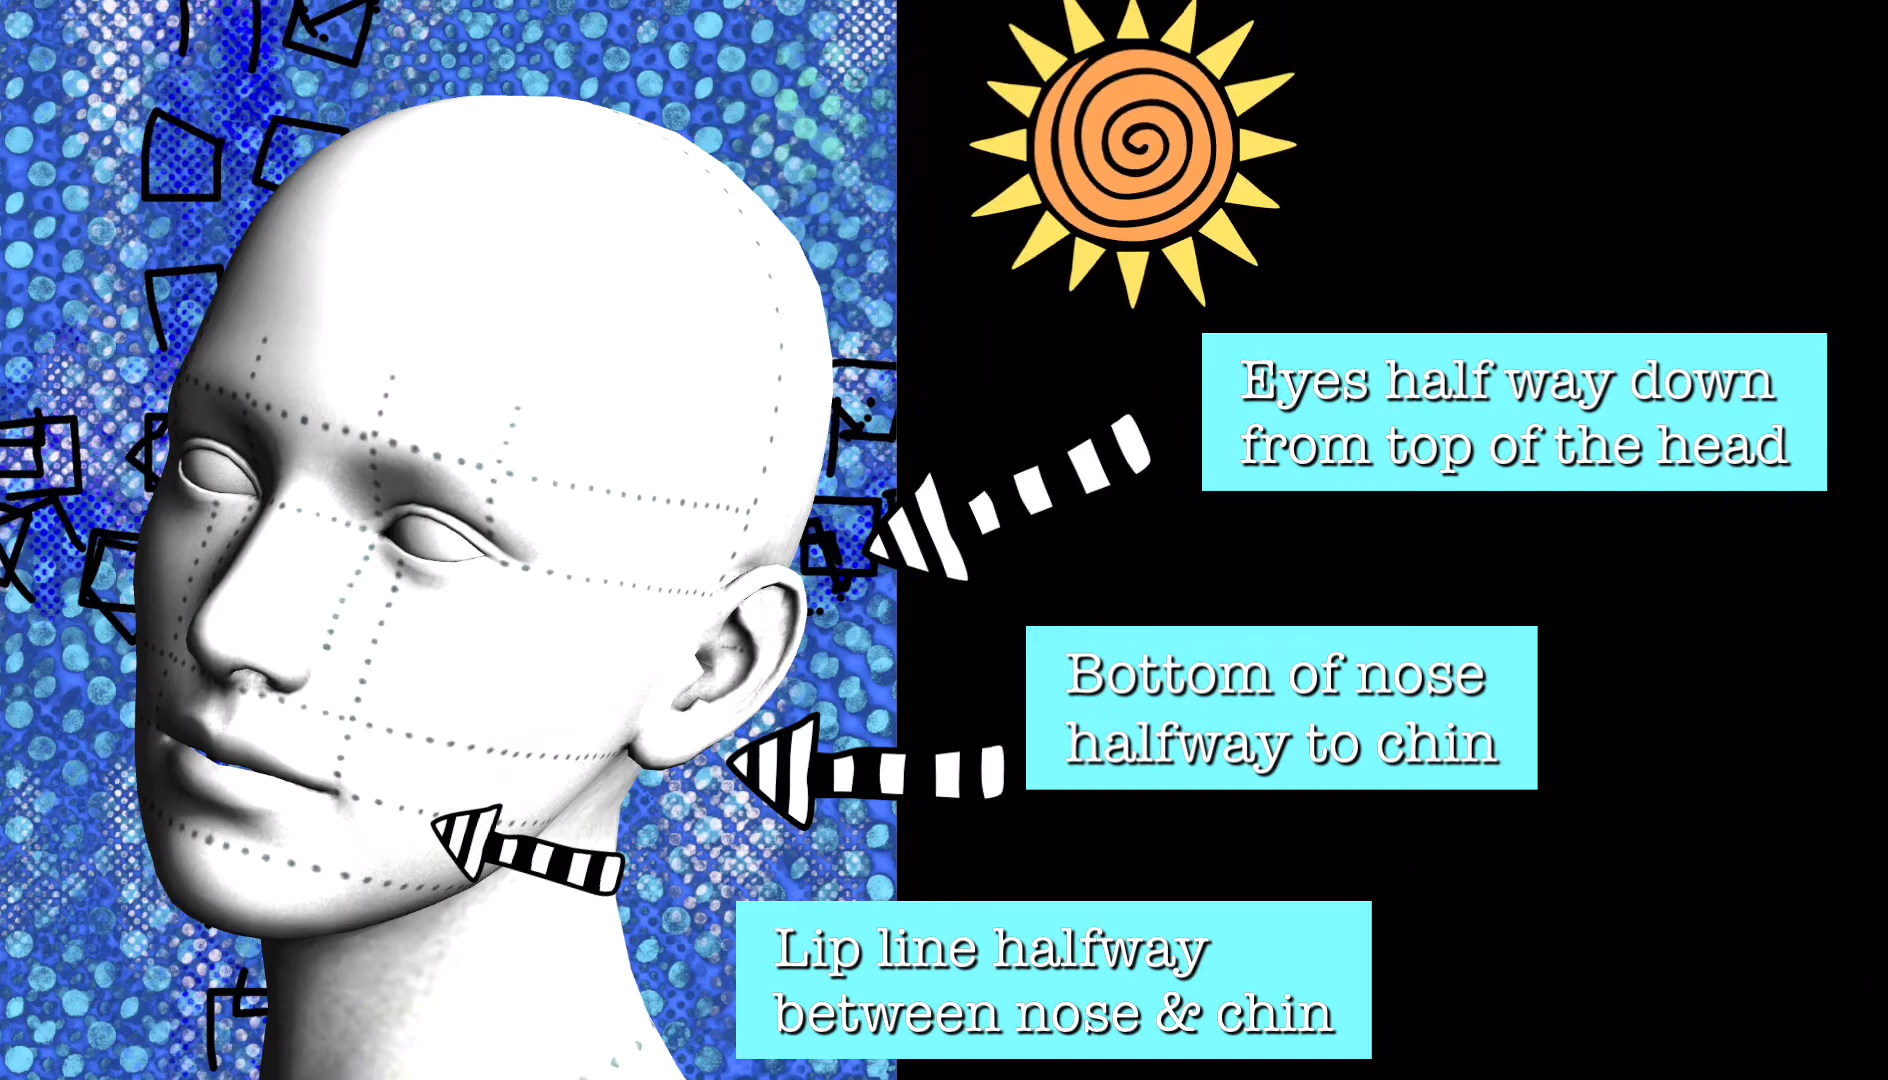 Eyes half way down
from top of the head
Bottom of nose
halfway to chin
Lip line halfway
between nose & chin